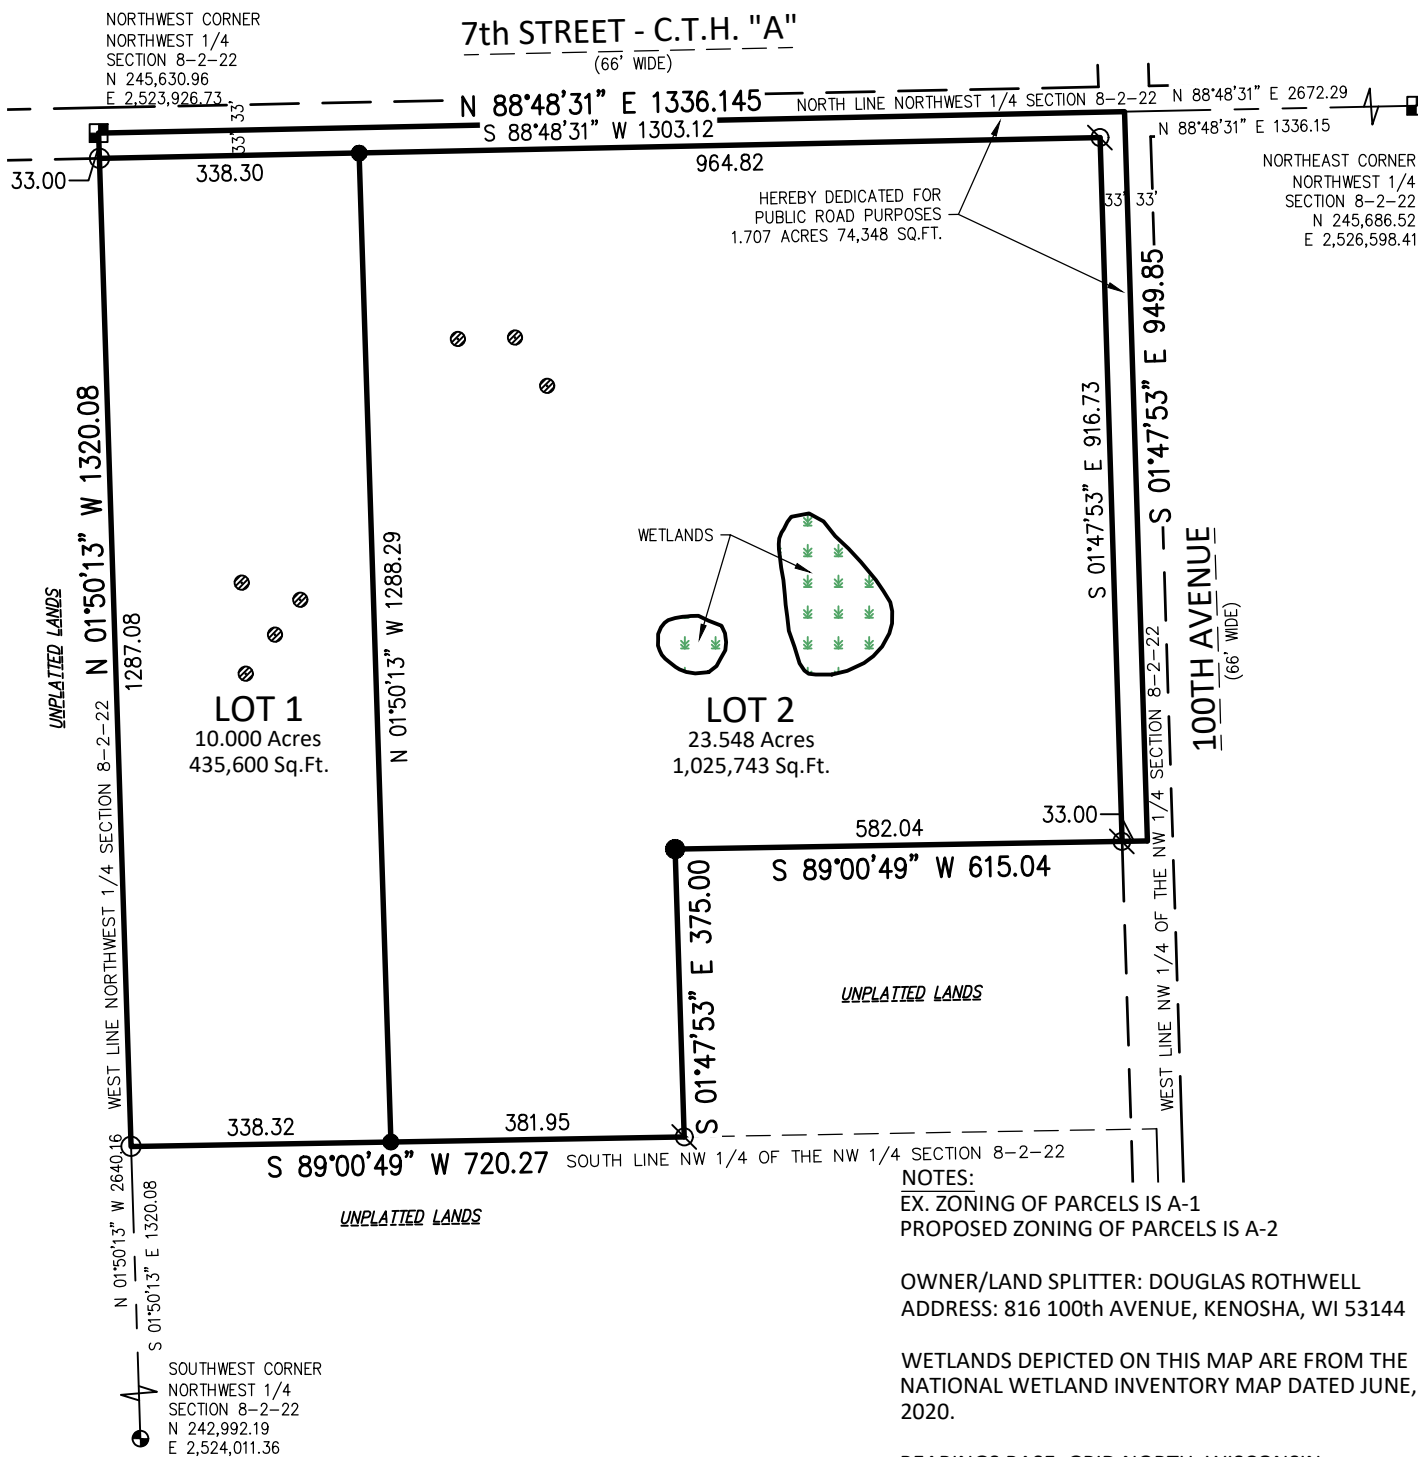 NORTHWEST CORNER
NORTHWEST 1/4
SECTION 8-2-22
N 245,630.96
E 2,523,926.73
7th STREET - C.T.H. "A"
(66' WIDE)
33' 33'
N 88°48'31" E 1336.145
NORTH LINE NORTHWEST 1/4 SECTION 8-2-22
N 88°48'31" E 2672.29
S 88°48'31" W 1303.12
N 88°48'31" E 1336.15
33.00
338.30
964.82
NORTHEAST CORNER
NORTHWEST 1/4
SECTION 8-2-22
N 245,686.52
E 2,526,598.41
HEREBY DEDICATED FOR
PUBLIC ROAD PURPOSES
1.707 ACRES 74,348 SQ.FT.
33' 33'
S 01°47'53" E 949.85
S 01°47'53" E 916.73
N 01°50'13" W 1320.08
1287.08
UNPLATTED LANDS
WEST LINE NORTHWEST 1/4 SECTION 8-2-22
N 01°50'13" W 1288.29
WETLANDS
100TH AVENUE
(66' WIDE)
WEST LINE NW 1/4 OF THE NW 1/4 SECTION 8-2-22
LOT 1
10.000 Acres
435,600 Sq.Ft.
LOT 2
23.548 Acres
1,025,743 Sq.Ft.
33.00
582.04
S 89°00'49" W 615.04
S 01°47'53" E 375.00
UNPLATTED LANDS
338.32
381.95
S 89°00'49" W 720.27
SOUTH LINE NW 1/4 OF THE NW 1/4 SECTION 8-2-22
UNPLATTED LANDS
N 01°50'13" W 2640.16
S 01°50'13" E 1320.08
SOUTHWEST CORNER
NORTHWEST 1/4
SECTION 8-2-22
N 242,992.19
E 2,524,011.36
NOTES:
EX. ZONING OF PARCELS IS A-1
PROPOSED ZONING OF PARCELS IS A-2
OWNER/LAND SPLITTER: DOUGLAS ROTHWELL
ADDRESS: 816 100th AVENUE, KENOSHA, WI 53144
WETLANDS DEPICTED ON THIS MAP ARE FROM THE
NATIONAL WETLAND INVENTORY MAP DATED JUNE,
2020.